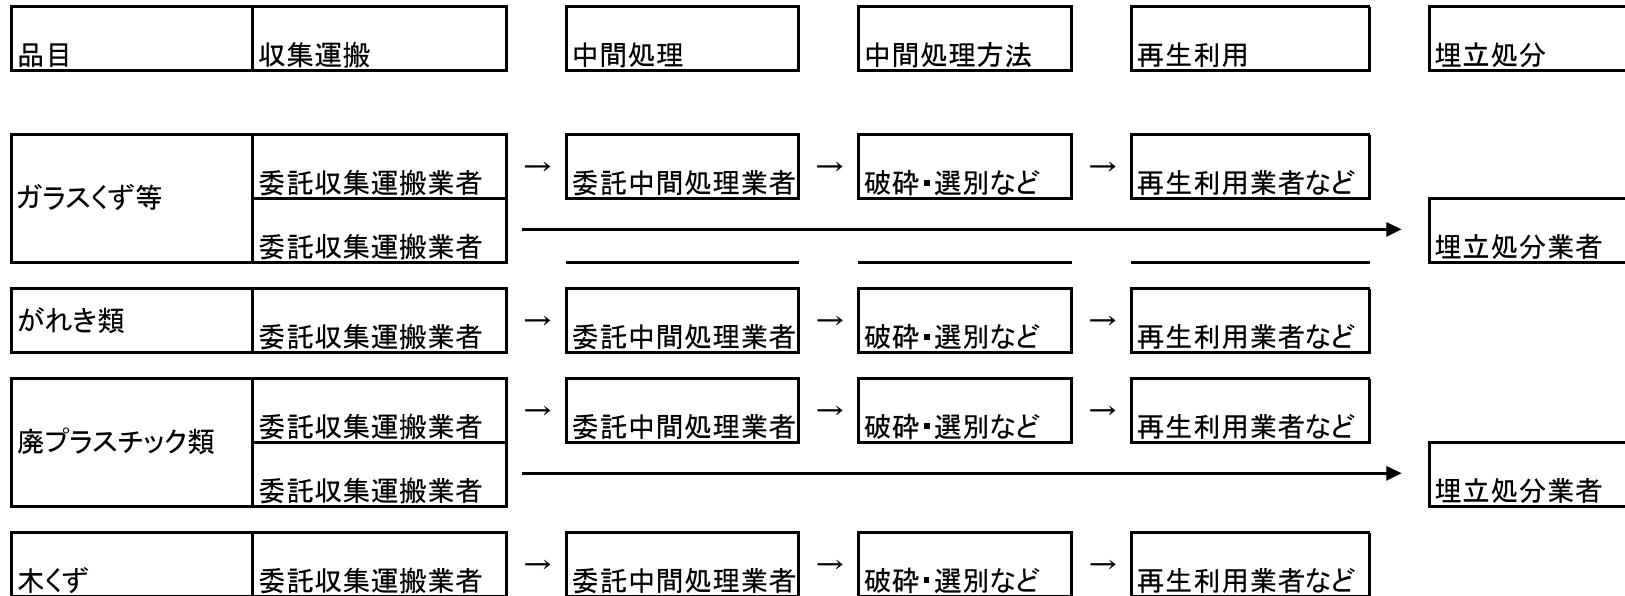 品目 収集運搬 中間処理 中間処理方法 再生利用 埋立処分
ガラスくず等 委託収集運搬業者 → 委託中間処理業者 → 破砕・選別など → 再生利用業者など
委託収集運搬業者 埋立処分業者
がれき類 委託収集運搬業者 → 委託中間処理業者 → 破砕・選別など → 再生利用業者など
廃プラスチック類 委託収集運搬業者 → 委託中間処理業者 → 破砕・選別など → 再生利用業者など
委託収集運搬業者 埋立処分業者
木くず 委託収集運搬業者 → 委託中間処理業者 → 破砕・選別など → 再生利用業者など